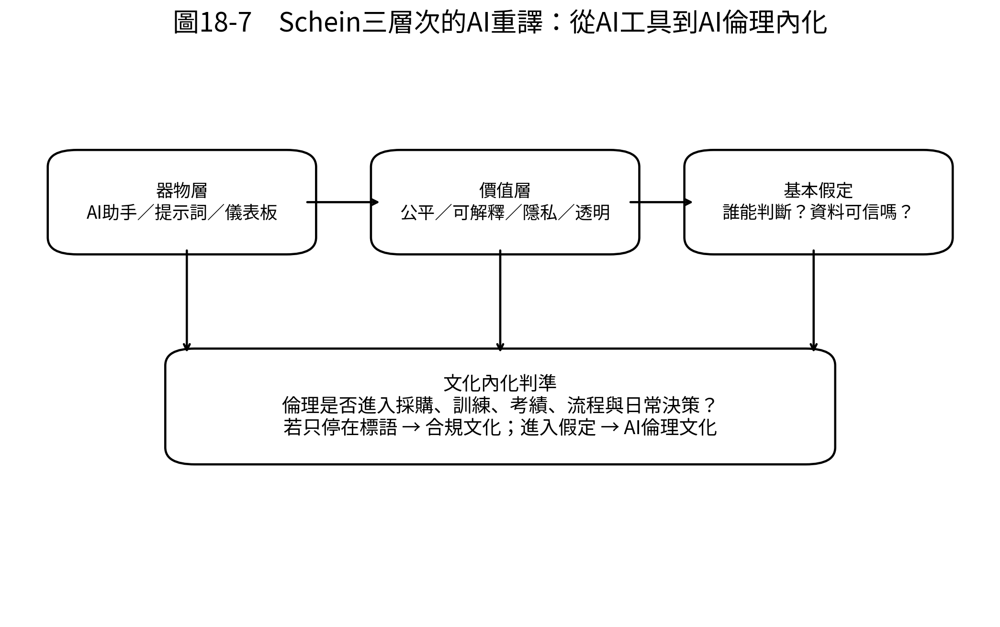 圖18-7　Schein三層次的AI重譯：從AI工具到AI倫理內化
器物層
AI助手／提示詞／儀表板
價值層
公平／可解釋／隱私／透明
基本假定
誰能判斷？資料可信嗎？
文化內化判準
倫理是否進入採購、訓練、考績、流程與日常決策？
若只停在標語 → 合規文化；進入假定 → AI倫理文化